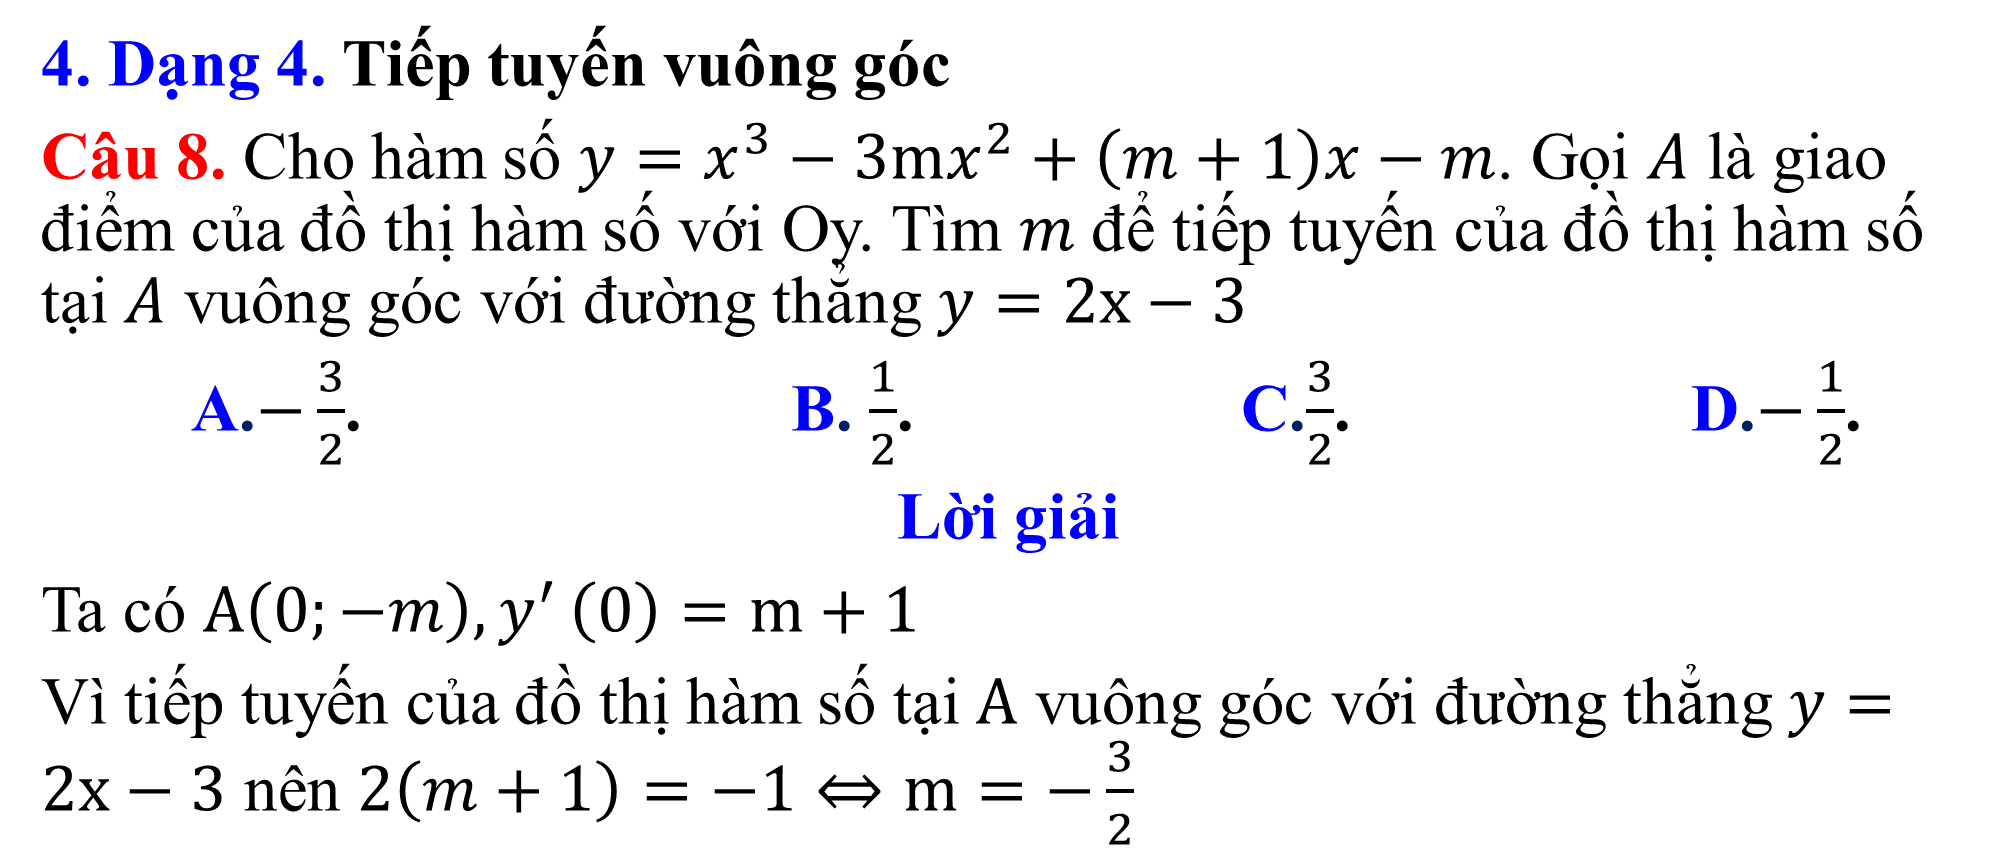 4. Dạng 4. Tiếp tuyến vuông góc
Câu 8. Cho hàm số y = x³ − 3mx² + (m + 1)x − m. Gọi A là giao
điểm của đồ thị hàm số với Oy. Tìm m để tiếp tuyến của đồ thị hàm số
tại A vuông góc với đường thẳng y = 2x − 3
A.− 3/2. B. 1/2. C.3/2. D.− 1/2.
Lời giải
Ta có A(0; −m), y′ (0) = m + 1
Vì tiếp tuyến của đồ thị hàm số tại A vuông góc với đường thẳng y =
2x − 3 nên 2(m + 1) = −1 ⇔ m = − 3/2